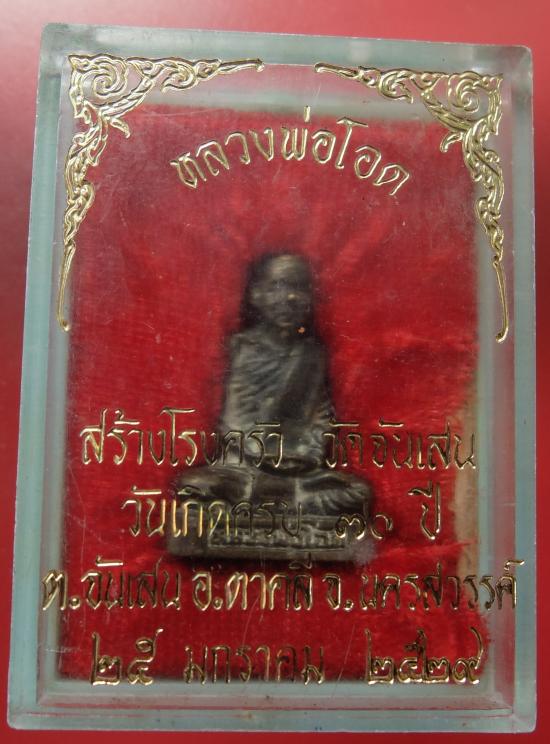 หลวงพ่อโอด
สร้างโรงครัว วัดจันเสน
วันเกิดครบ ๗๐ ปี
ต.จันเสน อ.ตาคลี จ.นครสวรรค์
๒๕ มกราคม ๒๕๒๙